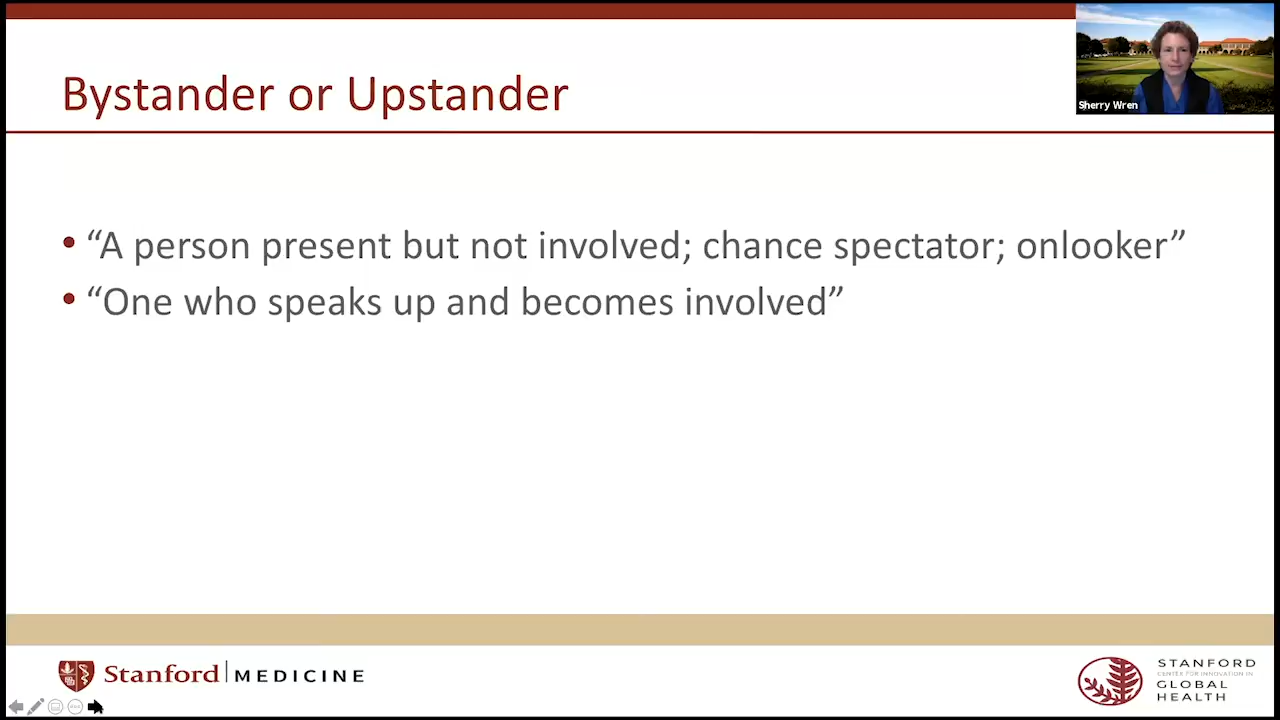 Bystander or Upstander
Sherry Wren
• “A person present but not involved; chance spectator; onlooker”
• “One who speaks up and becomes involved”
Stanford MEDICINE
STANFORD
CENTER FOR INNOVATION IN
GLOBAL
HEALTH